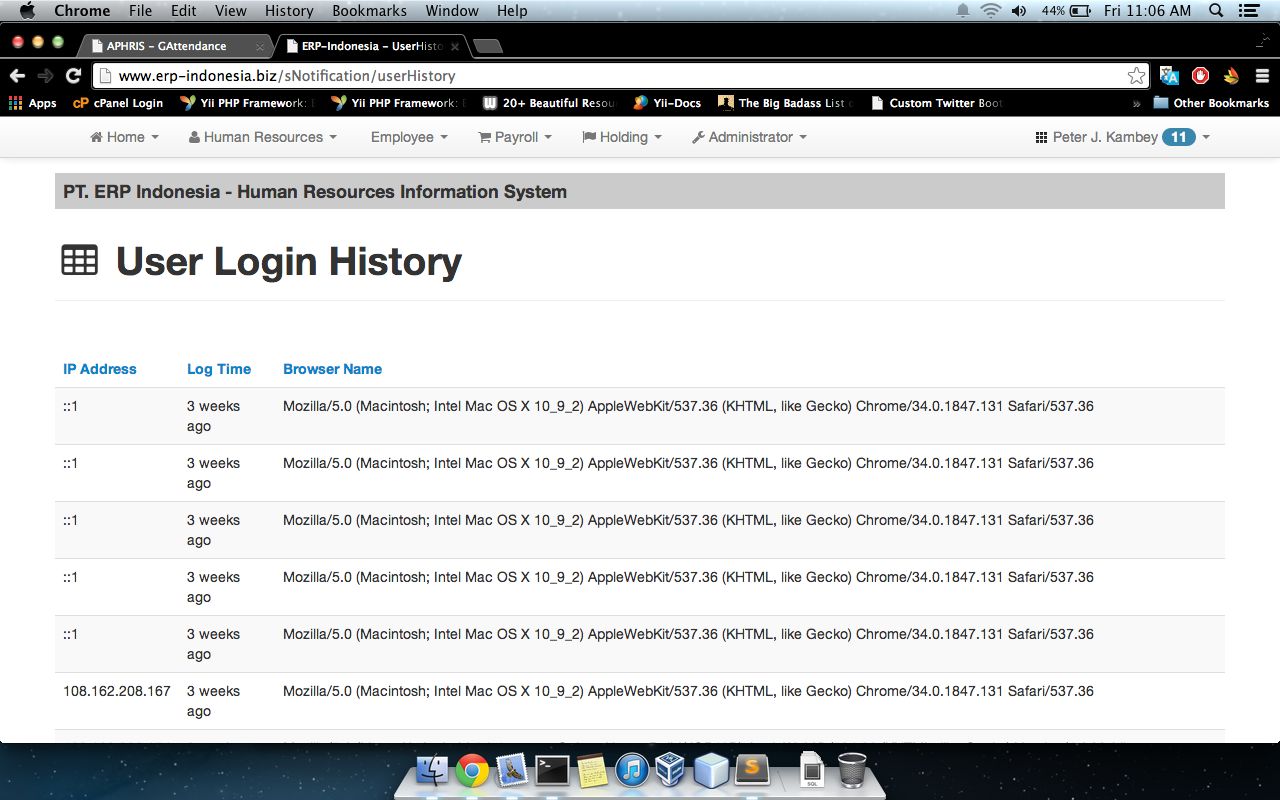 Chrome File Edit View History Bookmarks Window Help 44% Fri 11:06 AM
APHRIS – GAttendance ERP-Indonesia – UserHisto
www.erp-indonesia.biz/sNotification/userHistory
Apps cPanel Login Yii PHP Framework: Yii PHP Framework: 20+ Beautiful Resou Yii-Docs The Big Badass List Custom Twitter Boot » Other Bookmarks
Home Human Resources Employee Payroll Holding Administrator Peter J. Kambey 11
PT. ERP Indonesia - Human Resources Information System
User Login History
IP Address Log Time Browser Name
::1 3 weeks Mozilla/5.0 (Macintosh; Intel Mac OS X 10_9_2) AppleWebKit/537.36 (KHTML, like Gecko) Chrome/34.0.1847.131 Safari/537.36
ago
::1 3 weeks Mozilla/5.0 (Macintosh; Intel Mac OS X 10_9_2) AppleWebKit/537.36 (KHTML, like Gecko) Chrome/34.0.1847.131 Safari/537.36
ago
::1 3 weeks Mozilla/5.0 (Macintosh; Intel Mac OS X 10_9_2) AppleWebKit/537.36 (KHTML, like Gecko) Chrome/34.0.1847.131 Safari/537.36
ago
::1 3 weeks Mozilla/5.0 (Macintosh; Intel Mac OS X 10_9_2) AppleWebKit/537.36 (KHTML, like Gecko) Chrome/34.0.1847.131 Safari/537.36
ago
::1 3 weeks Mozilla/5.0 (Macintosh; Intel Mac OS X 10_9_2) AppleWebKit/537.36 (KHTML, like Gecko) Chrome/34.0.1847.131 Safari/537.36
ago
108.162.208.167 3 weeks Mozilla/5.0 (Macintosh; Intel Mac OS X 10_9_2) AppleWebKit/537.36 (KHTML, like Gecko) Chrome/34.0.1847.131 Safari/537.36
ago
SQL